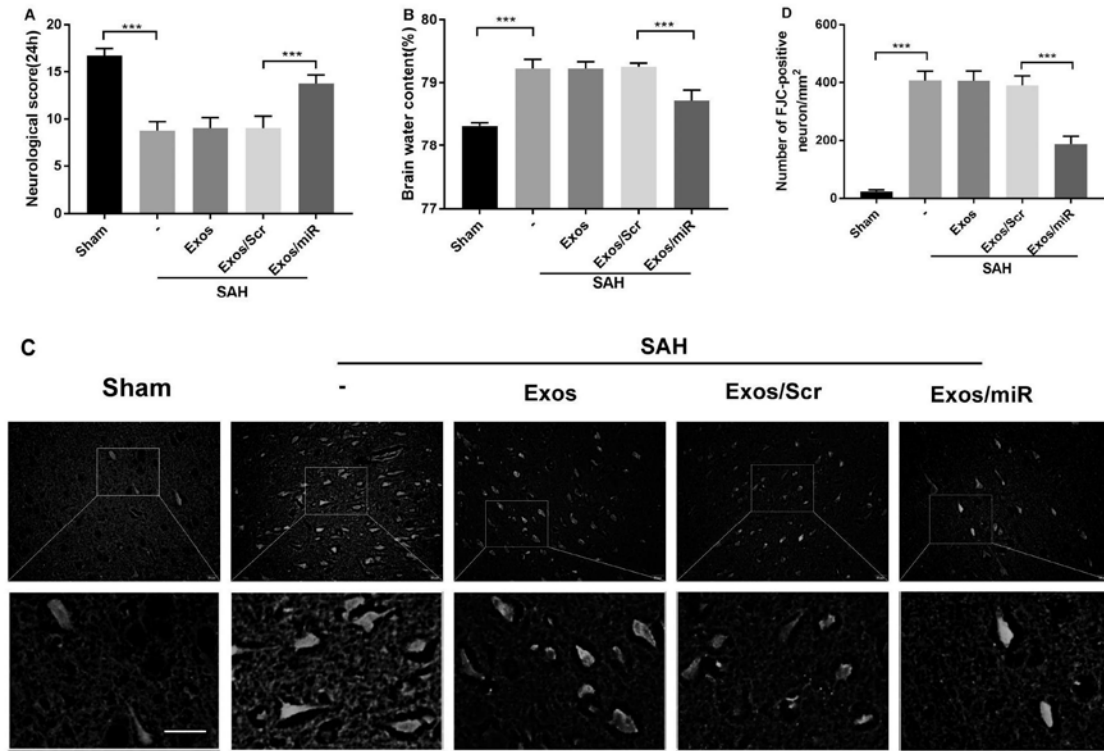 A
Neurological score(24h)
20
15
10
5
0
***
***
Sham
-
Exos
Exos/Scr
Exos/miR
SAH
B
Brain water content(%)
80
79
78
77
***
***
Sham
-
Exos
Exos/Scr
Exos/miR
SAH
D
Number of FJC-positive
neuron/mm²
600
400
200
0
***
***
Sham
-
Exos
Exos/Scr
Exos/miR
SAH
C
SAH
Sham
-
Exos
Exos/Scr
Exos/miR